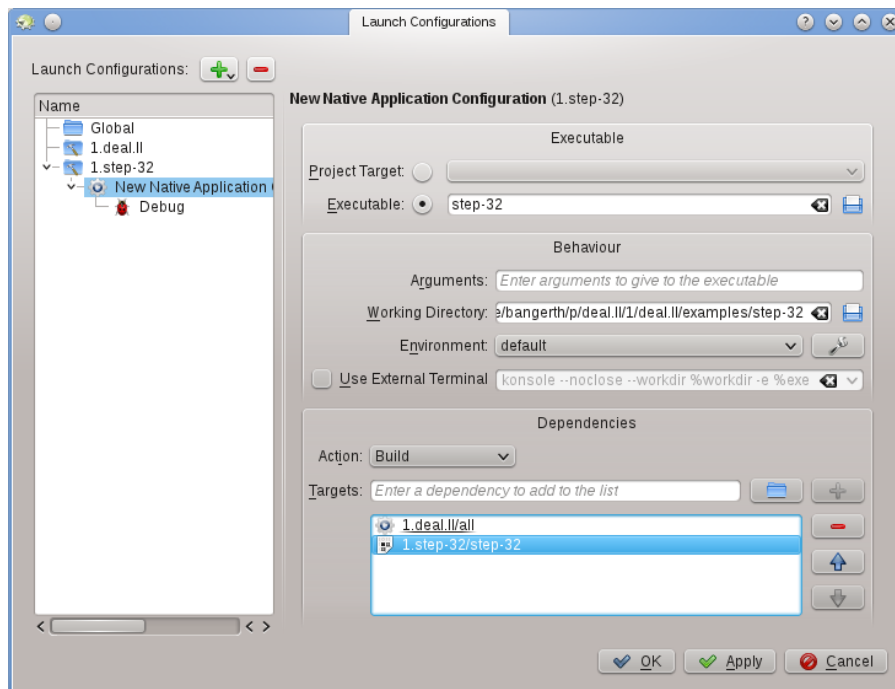 Launch Configurations
Launch Configurations:
Name
Global
1.deal.II
1.step-32
New Native Application
Debug
New Native Application Configuration (1.step-32)
Executable
Project Target:
Executable: step-32
Behaviour
Arguments: Enter arguments to give to the executable
Working Directory: e/bangerth/p/deal.II/1/deal.II/examples/step-32
Environment: default
Use External Terminal konsole --noclose --workdir %workdir -e %exe
Dependencies
Action: Build
Targets: Enter a dependency to add to the list
1.deal.II/all
1.step-32/step-32
OK Apply Cancel